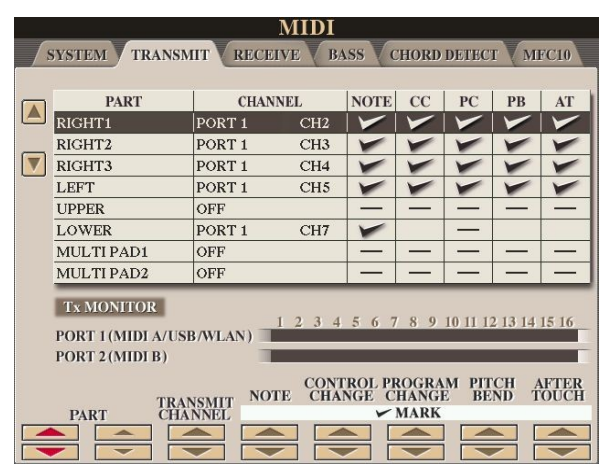 MIDI
SYSTEM TRANSMIT RECEIVE BASS CHORD DETECT MFC10
PART CHANNEL NOTE CC PC PB AT
RIGHT1 PORT 1 CH2
RIGHT2 PORT 1 CH3
RIGHT3 PORT 1 CH4
LEFT PORT 1 CH5
UPPER OFF — — — — —
LOWER PORT 1 CH7 —
MULTI PAD1 OFF — — — — —
MULTI PAD2 OFF — — — — —
Tx MONITOR
1 2 3 4 5 6 7 8 9 10 11 12 13 14 15 16
PORT 1 (MIDI A/USB/WLAN)
PORT 2 (MIDI B)
PART TRANSMIT CHANNEL NOTE CONTROL CHANGE PROGRAM CHANGE PITCH BEND AFTER TOUCH
MARK